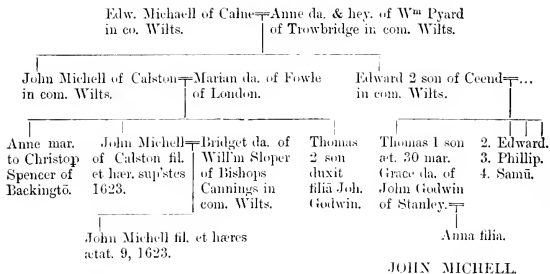 Edw. Michaell of Calne Anne da. & hey. of Wm Pyard
in co. Wilts. of Trowbridge in com. Wilts.
John Michell of Calston Marian da. of Fowle
in com. Wilts. of London.
Edward 2 son of Ceend ...
in com. Wilts.
Anne mar.
to Christop
Spencer of
Backingtō.
John Michell
of Calston fil.
et hær. sup'stes
1623.
Bridget da. of
Will'm Sloper
of Bishops
Cannings in
com. Wilts.
Thomas
2 son
duxit
filiā Joh.
Godwin.
Thomas 1 son
æt. 30 mar.
Grace da. of
John Godwin
of Stanley.
2. Edward.
3. Phillip.
4. Samū.
John Michell fil. et hæres
ætat. 9, 1623.
Anna filia.
JOHN MICHELL.